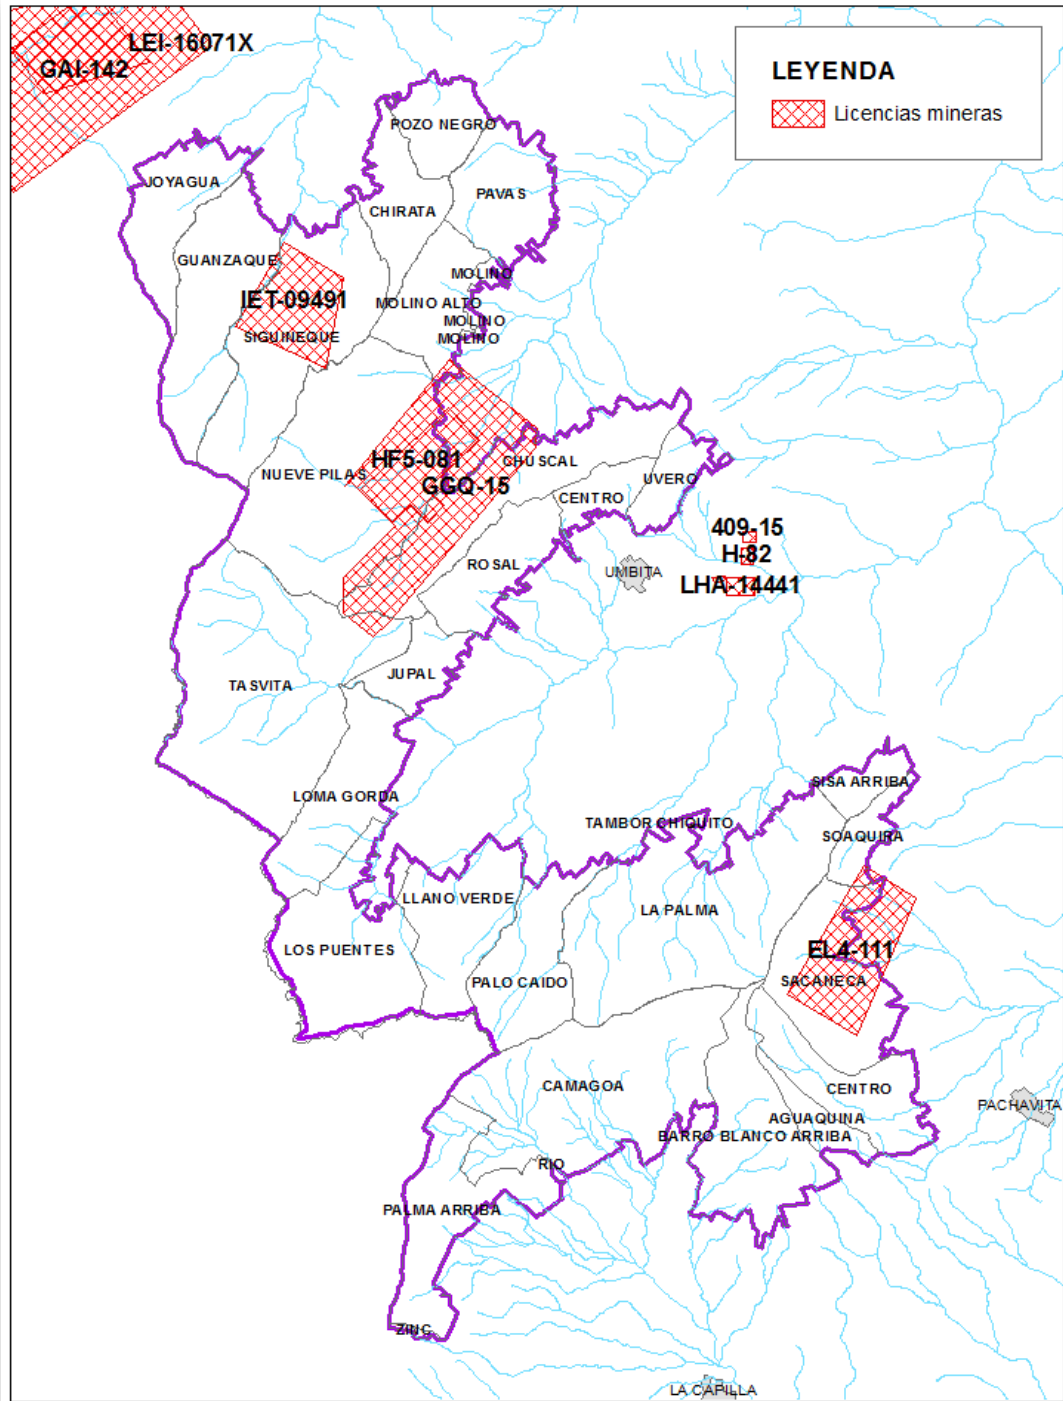 LEI-16071X
GAI-142
LEYENDA
Licencias mineras
POZO NEGRO
JOYAGUA
PAVAS
CHIRATA
GUANZAQUE
MOLINO
IET-09491
MOLINO ALTO
MOLINO
SIGUINEQUE
MOLINO
HF5-081
CHUSCAL
NUEVE PILAS
GGQ-15
UVERO
CENTRO
409-15
H-82
ROSAL
UMBITA
LHA-14441
JUPAL
TASVITA
SISA ARRIBA
LOMA GORDA
TAMBOR CHIQUITO
SOAQUIRA
LLANO VERDE
LA PALMA
LOS PUENTES
EL4-111
PALO CAIDO
SACANECA
CAMAGOA
CENTRO
PACHAVITA
AGUAQUINA
BARRO BLANCO ARRIBA
RIO
PALMA ARRIBA
ZINC
LA CAPILLA